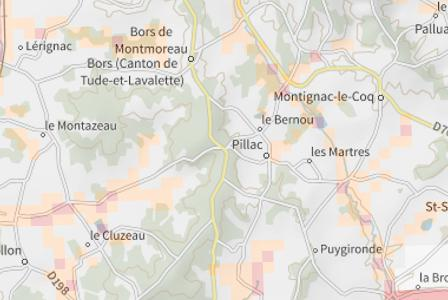 Bors de
Montmoreau
Bors (Canton de
Tude-et-Lavalette)
Lérignac
le
Montignac-le-Coq
le Bernou
le Montazeau
Pillac
les Martres
St-S
le Cluzeau
Puygironde
llon
D198
la Bro